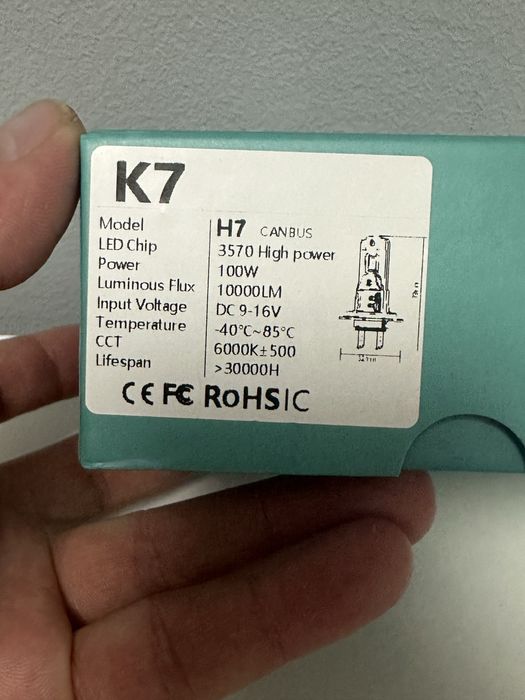 K7
Model H7 CANBUS
LED Chip 3570 High power
Power 100W
Luminous Flux 10000LM
Input Voltage DC 9-16V
Temperature -40°C~85°C
CCT 6000K±500
Lifespan >30000H
CE FC RoHS IC